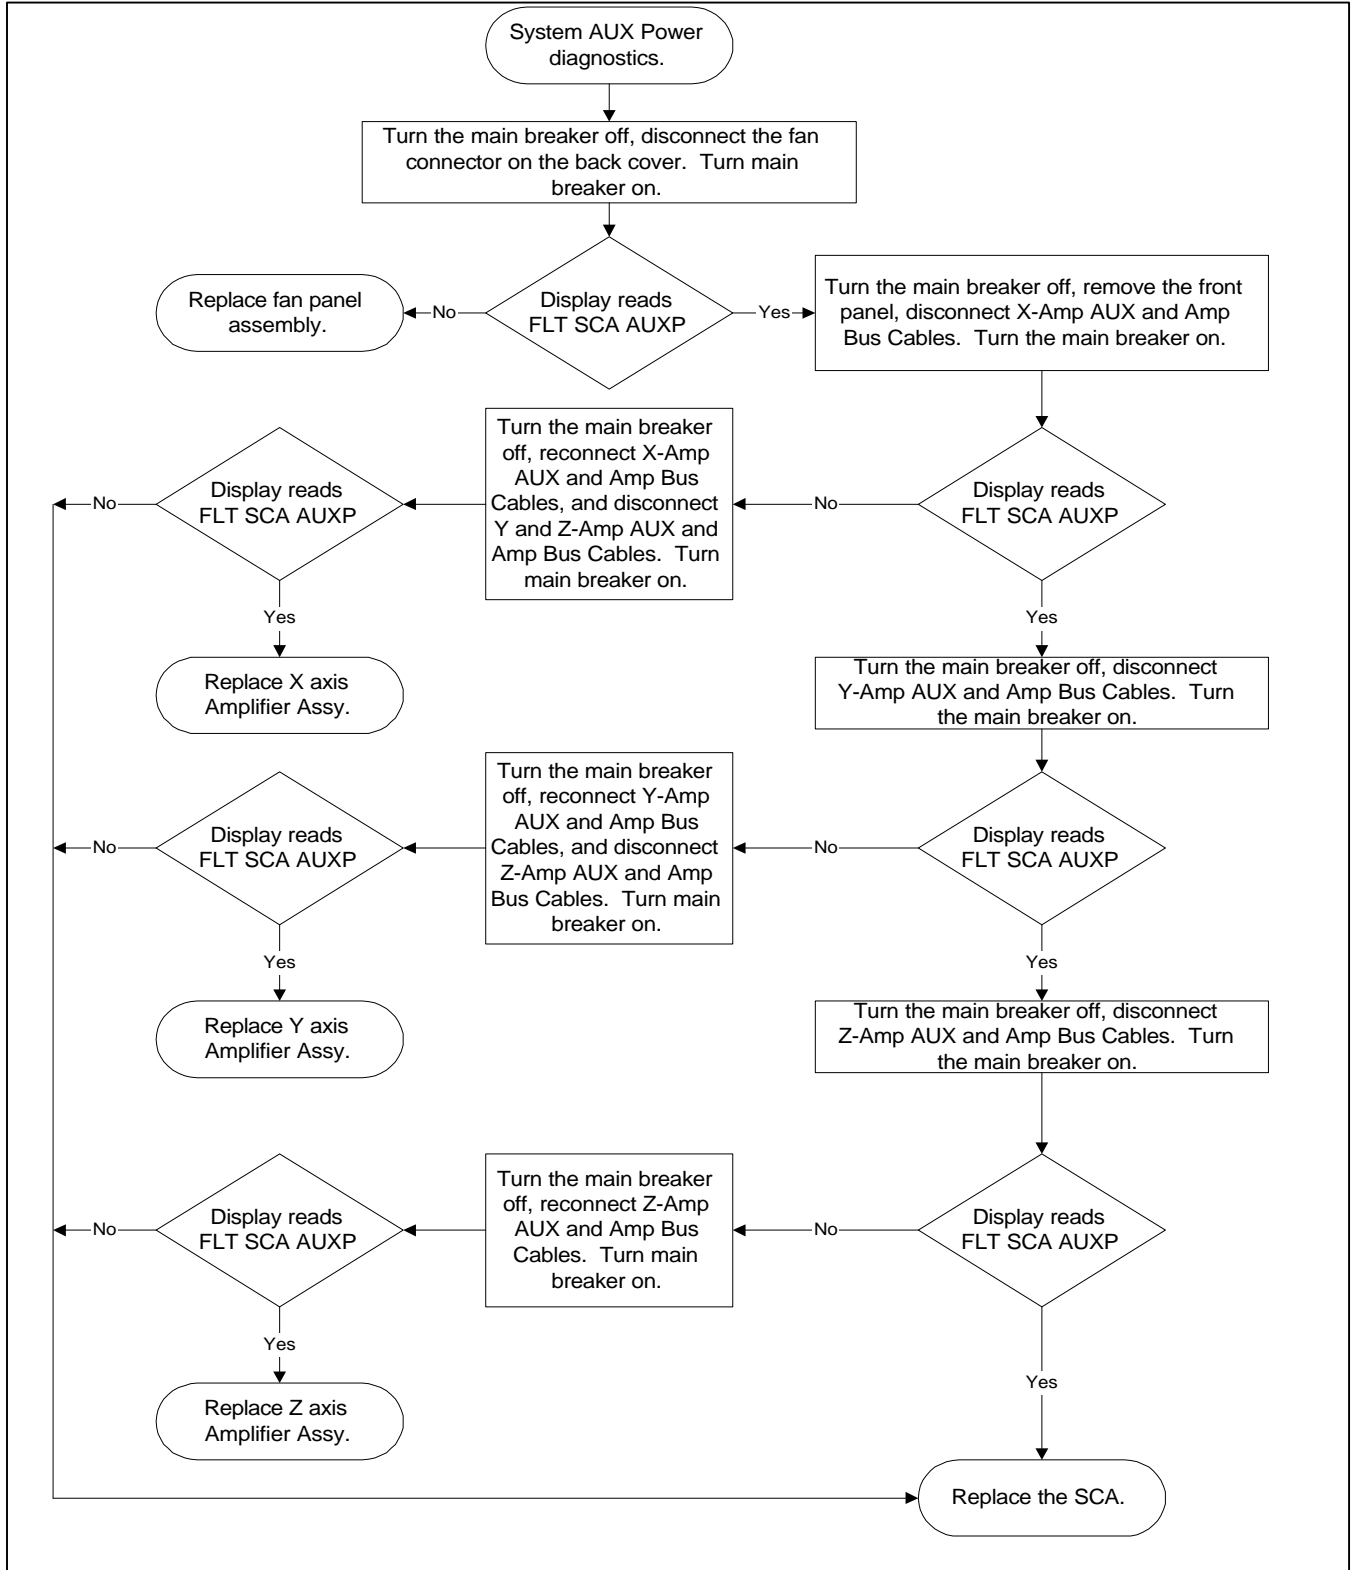 System AUX Power
diagnostics.
Turn the main breaker off, disconnect the fan
connector on the back cover.  Turn main
breaker on.
Display reads
FLT SCA AUXP
No
Replace fan panel
assembly.
Yes
Turn the main breaker off, remove the front
panel, disconnect X-Amp AUX and Amp
Bus Cables.  Turn the main breaker on.
Display reads
FLT SCA AUXP
No
Turn the main breaker
off, reconnect X-Amp
AUX and Amp Bus
Cables, and disconnect
Y and Z-Amp AUX and
Amp Bus Cables.  Turn
main breaker on.
Display reads
FLT SCA AUXP
No
Yes
Replace X axis
Amplifier Assy.
Yes
Turn the main breaker off, disconnect
Y-Amp AUX and Amp Bus Cables.  Turn
the main breaker on.
Display reads
FLT SCA AUXP
No
Turn the main breaker
off, reconnect Y-Amp
AUX and Amp Bus
Cables, and disconnect
Z-Amp AUX and Amp
Bus Cables.  Turn main
breaker on.
Display reads
FLT SCA AUXP
No
Yes
Replace Y axis
Amplifier Assy.
Yes
Turn the main breaker off, disconnect
Z-Amp AUX and Amp Bus Cables.  Turn
the main breaker on.
Display reads
FLT SCA AUXP
No
Turn the main breaker
off, reconnect Z-Amp
AUX and Amp Bus
Cables.  Turn main
breaker on.
Display reads
FLT SCA AUXP
No
Yes
Replace Z axis
Amplifier Assy.
Yes
Replace the SCA.